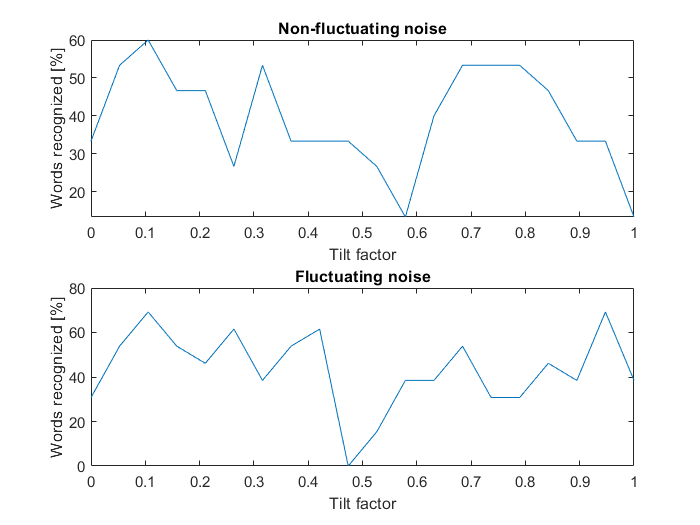 Non-fluctuating noise
60
50
40
30
20
Words recognized [%]
0 0.1 0.2 0.3 0.4 0.5 0.6 0.7 0.8 0.9 1
Tilt factor
Fluctuating noise
80
60
40
20
0
Words recognized [%]
0 0.1 0.2 0.3 0.4 0.5 0.6 0.7 0.8 0.9 1
Tilt factor